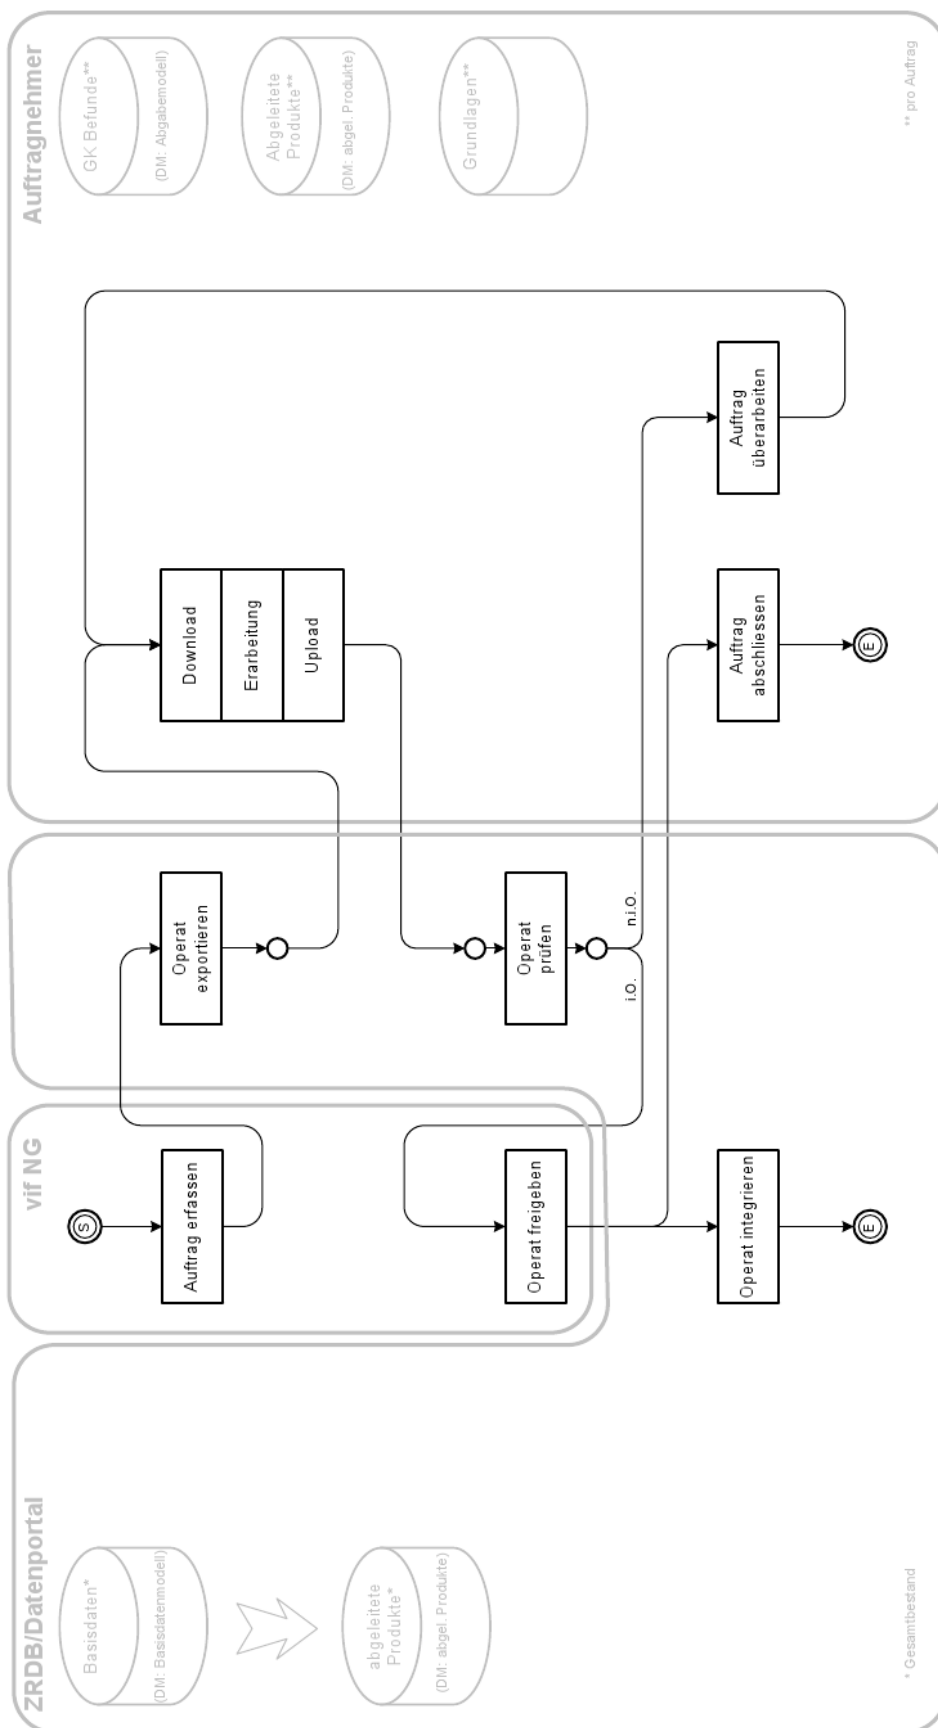 ZRDB/Datenportal
Basisdaten*
(DM: Basisdatenmodell)
abgeleitete
Produkte*
(DM: abgel. Produkte)
* Gesamtbestand
vif NG
S
Auftrag erfassen
Operat freigeben
Operat integrieren
E
Operat
exportieren
Operat
prüfen
i.O.
n.i.O.
Auftragnehmer
Download
Erarbeitung
Upload
Auftrag
abschliessen
E
Auftrag
überarbeiten
GK Befunde**
(DM: Abgabemodell)
Abgeleitete
Produkte**
(DM: abgel. Produkte)
Grundlagen**
** pro Auftrag